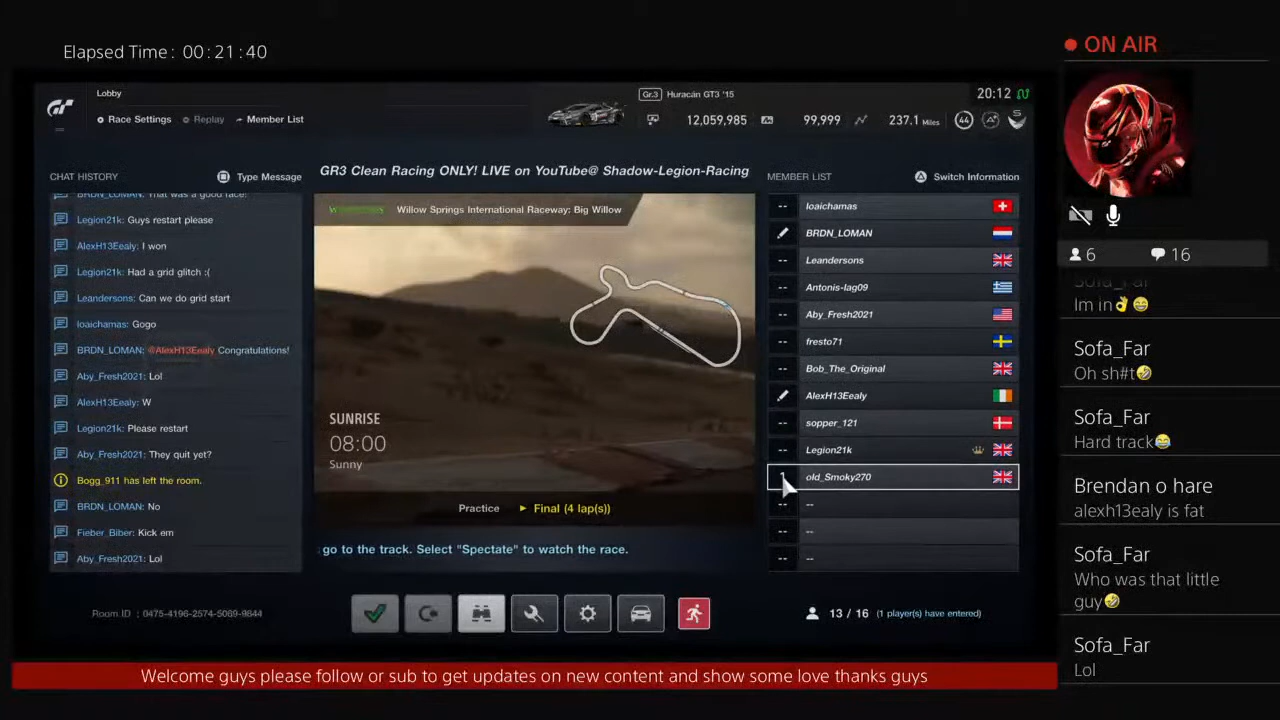 Elapsed Time: 00:21:40
ON AIR
Lobby
Race Settings
Replay
Member List
Gr.3 Huracán GT3 '15
20:12
12,059,985
99,999
237.1 Miles
44
GR3 Clean Racing ONLY! LIVE on YouTube@ Shadow-Legion-Racing
CHAT HISTORY
Type Message
BRDN_LOMAN: That was a good race!
Legion21k: Guys restart please
AlexH13Eealy: I won
Legion21k: Had a grid glitch :(
Leandersons: Can we do grid start
loaichamas: Gogo
BRDN_LOMAN: @AlexH13Eealy Congratulations!
Aby_Fresh2021: Lol
AlexH13Eealy: W
Legion21k: Please restart
Aby_Fresh2021: They quit yet?
Bogg_911 has left the room.
BRDN_LOMAN: No
Fieber_Biber: Kick em
Aby_Fresh2021: Lol
Willow Springs International Raceway: Big Willow
SUNRISE
08:00
Sunny
Practice
Final (4 lap(s))
go to the track. Select "Spectate" to watch the race.
MEMBER LIST
Switch Information
-- loaichamas
BRDN_LOMAN
-- Leandersons
-- Antonis-lag09
-- Aby_Fresh2021
-- fresto71
-- Bob_The_Original
AlexH13Eealy
-- sopper_121
-- Legion21k
old_Smoky270
-- --
-- --
-- --
Room ID : 0475-4196-2574-5069-9844
13 / 16 (1 player(s) have entered)
6
16
Sofa_Far
Im in👌😁
Sofa_Far
Oh sh#t🤣
Sofa_Far
Hard track😂
Brendan o hare
alexh13ealy is fat
Sofa_Far
Who was that little
guy🤣
Sofa_Far
Lol
Welcome guys please follow or sub to get updates on new content and show some love thanks guys